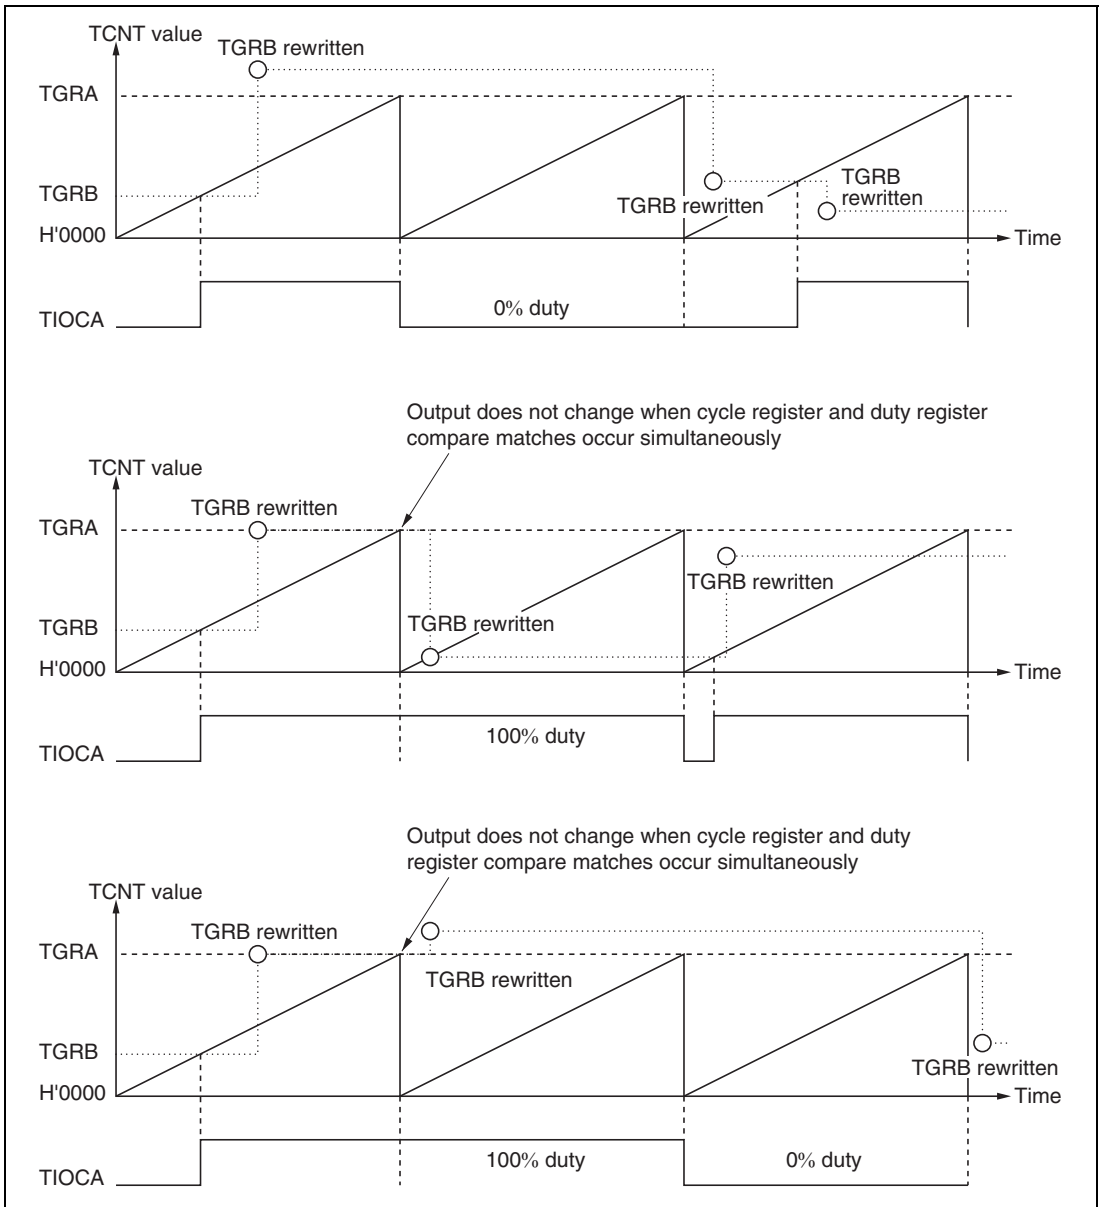 TCNT value
TGRB rewritten
TGRA
TGRB
rewritten
TGRB
TGRB rewritten
H'0000
Time
0% duty
TIOCA
Output does not change when cycle register and duty register
compare matches occur simultaneously
TCNT value
TGRB rewritten
TGRA
TGRB rewritten
TGRB rewritten
TGRB
H'0000
Time
100% duty
TIOCA
Output does not change when cycle register and duty
register compare matches occur simultaneously
TCNT value
TGRB rewritten
TGRA
TGRB rewritten
TGRB
TGRB rewritten
H'0000
Time
100% duty
0% duty
TIOCA